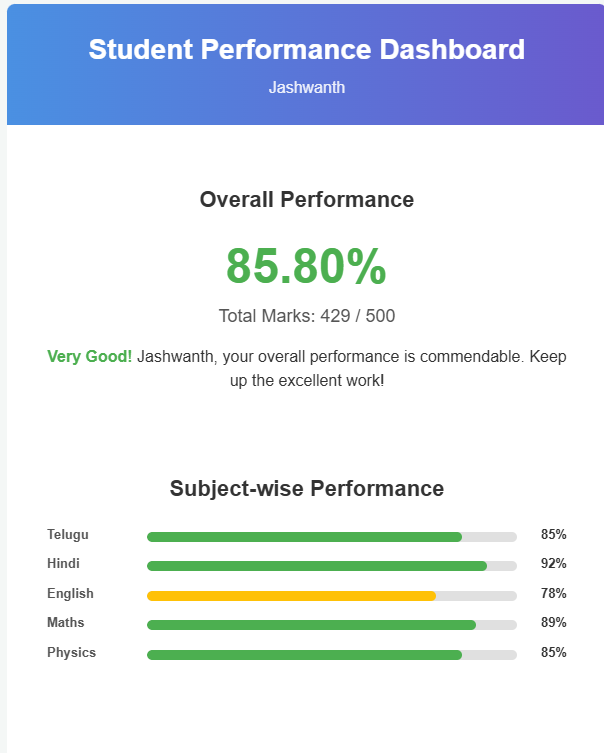 Student Performance Dashboard
Jashwanth
Overall Performance
85.80%
Total Marks: 429 / 500
Very Good! Jashwanth, your overall performance is commendable. Keep
up the excellent work!
Subject-wise Performance
Telugu 85%
Hindi 92%
English 78%
Maths 89%
Physics 85%